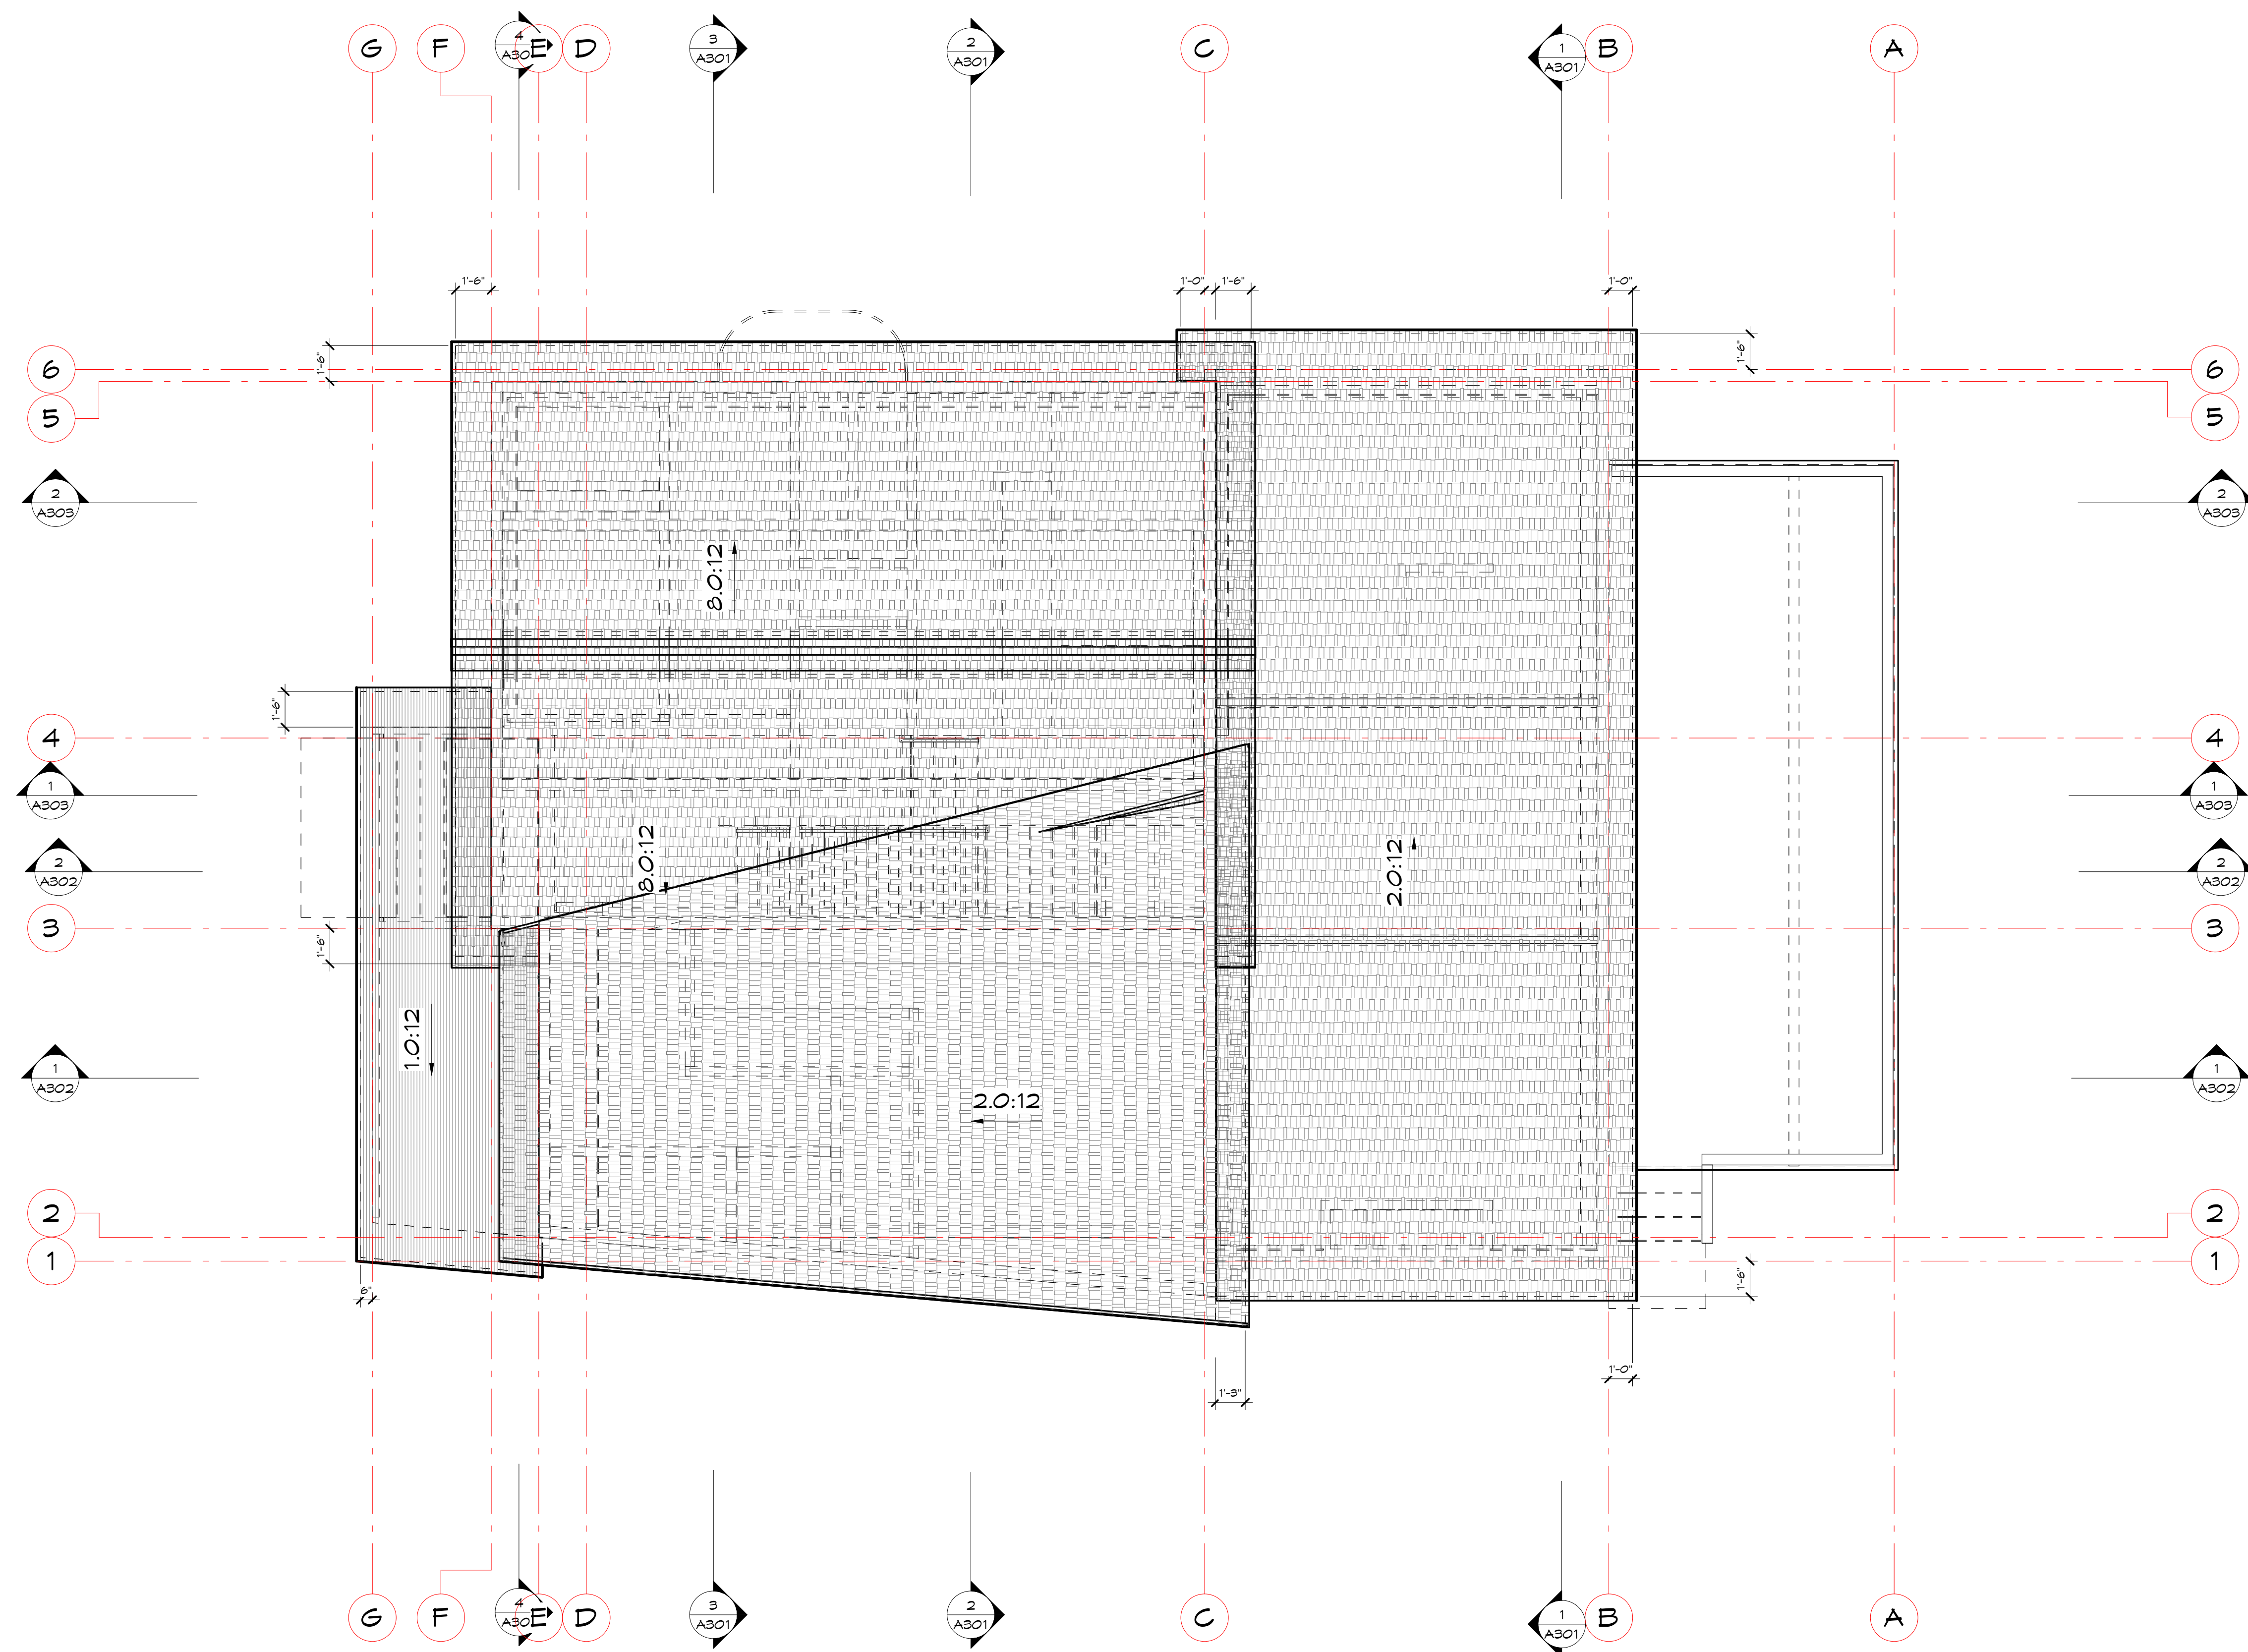 G F 4 E D 3 2 C 1 B A
A301 A301 A301
1'-6" 1'-0" 1'-6" 1'-0"
6 1'-6" 1'-6" 6
5 5
2 2
A303 A303
8.0:12
1'-6"
4 4
1 1
A303 A303
8.0:12 2.0:12
2 2
A302 A302
3 3
1'-6"
1.0:12
1 1
A302 A302
2.0:12
2 2
1 1
6" 1'-6"
1'-0"
1'-3"
G F 4 E D 3 2 C 1 B A
A301 A301 A301